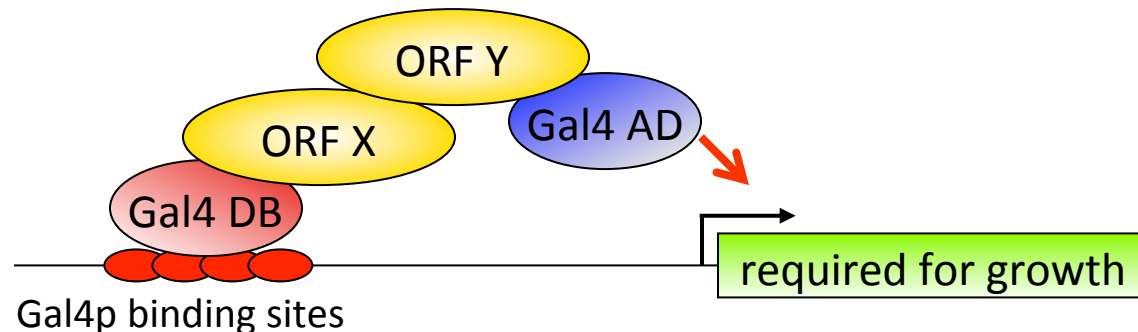 ORF Y
ORF X
Gal4 AD
Gal4 DB
required for growth
Gal4p binding sites